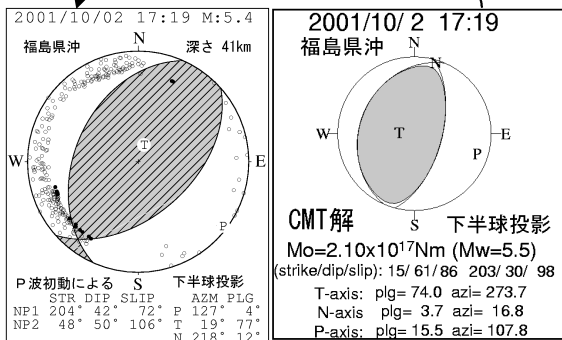 2001/10/02 17:19 M:5.4
福島県沖 N 深さ 41km
T
W E
P
S
P波初動による 下半球投影
STR DIP SLIP AZM PLG
NP1 204° 42° 72° P 127° 4°
NP2 48° 50° 106° T 19° 77°
N 218° 12°
2001/10/ 2 17:19
福島県沖 N
N
W T E
P
S
CMT解 下半球投影
Mo=2.10x10¹⁷Nm (Mw=5.5)
(strike/dip/slip): 15/ 61/ 86 203/ 30/ 98
T-axis: plg= 74.0 azi= 273.7
N-axis plg= 3.7 azi= 16.8
P-axis: plg= 15.5 azi= 107.8